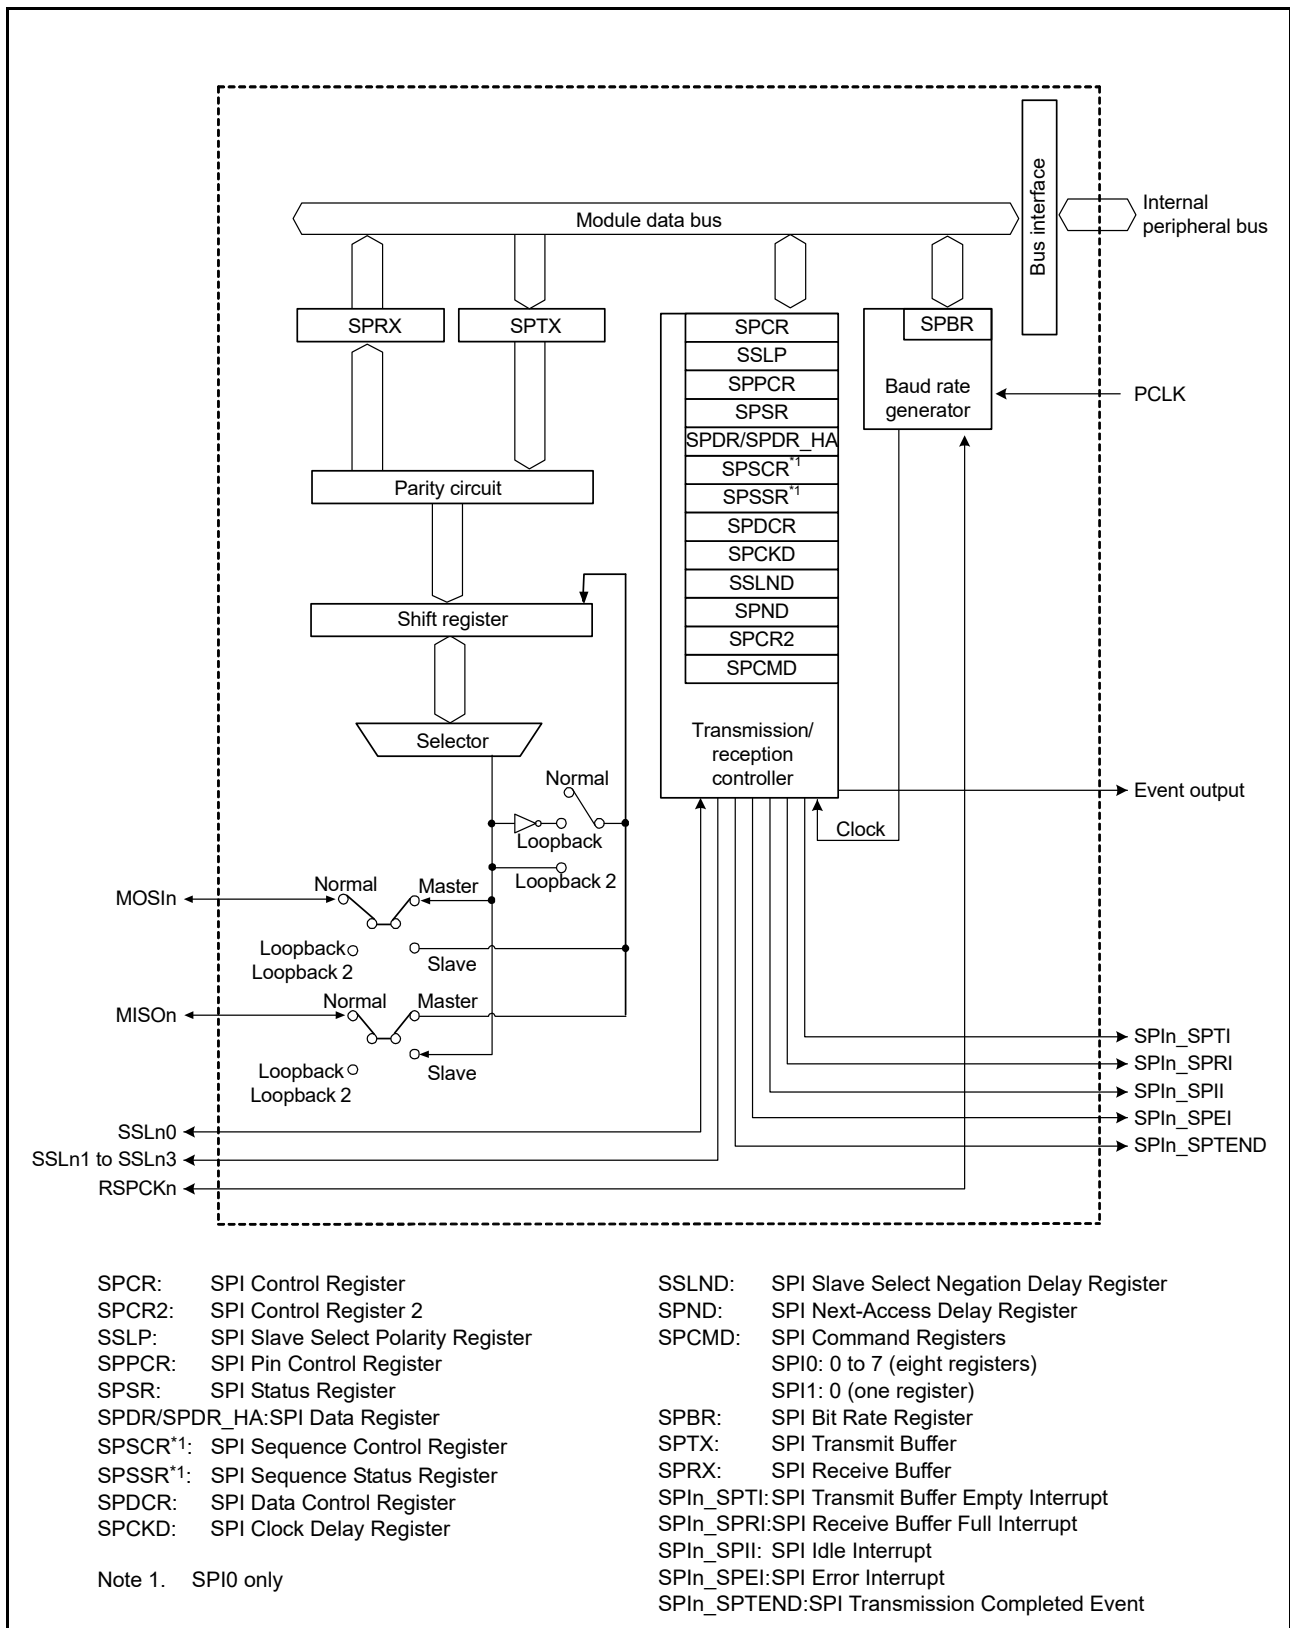 Bus interface
Internal
peripheral bus
Module data bus
SPRX
SPTX
SPCR
SSLP
SPPCR
SPSR
SPDR/SPDR_HA
SPSCR*1
SPSSR*1
SPDCR
SPCKD
SSLND
SPND
SPCR2
SPCMD
Transmission/
reception
controller
SPBR
Baud rate
generator
PCLK
Parity circuit
Shift register
Selector
Normal
Loopback
Loopback 2
Clock
Event output
MOSIn
Normal
Master
Loopback
Loopback 2
Slave
MISOn
Normal
Master
Loopback
Loopback 2
Slave
SSLn0
SSLn1 to SSLn3
RSPCKn
SPIn_SPTI
SPIn_SPRI
SPIn_SPII
SPIn_SPEI
SPIn_SPTEND
SPCR: SPI Control Register
SPCR2: SPI Control Register 2
SSLP: SPI Slave Select Polarity Register
SPPCR: SPI Pin Control Register
SPSR: SPI Status Register
SPDR/SPDR_HA:SPI Data Register
SPSCR*1: SPI Sequence Control Register
SPSSR*1: SPI Sequence Status Register
SPDCR: SPI Data Control Register
SPCKD: SPI Clock Delay Register
Note 1. SPI0 only
SSLND: SPI Slave Select Negation Delay Register
SPND: SPI Next-Access Delay Register
SPCMD: SPI Command Registers
SPI0: 0 to 7 (eight registers)
SPI1: 0 (one register)
SPBR: SPI Bit Rate Register
SPTX: SPI Transmit Buffer
SPRX: SPI Receive Buffer
SPIn_SPTI:SPI Transmit Buffer Empty Interrupt
SPIn_SPRI:SPI Receive Buffer Full Interrupt
SPIn_SPII: SPI Idle Interrupt
SPIn_SPEI:SPI Error Interrupt
SPIn_SPTEND:SPI Transmission Completed Event